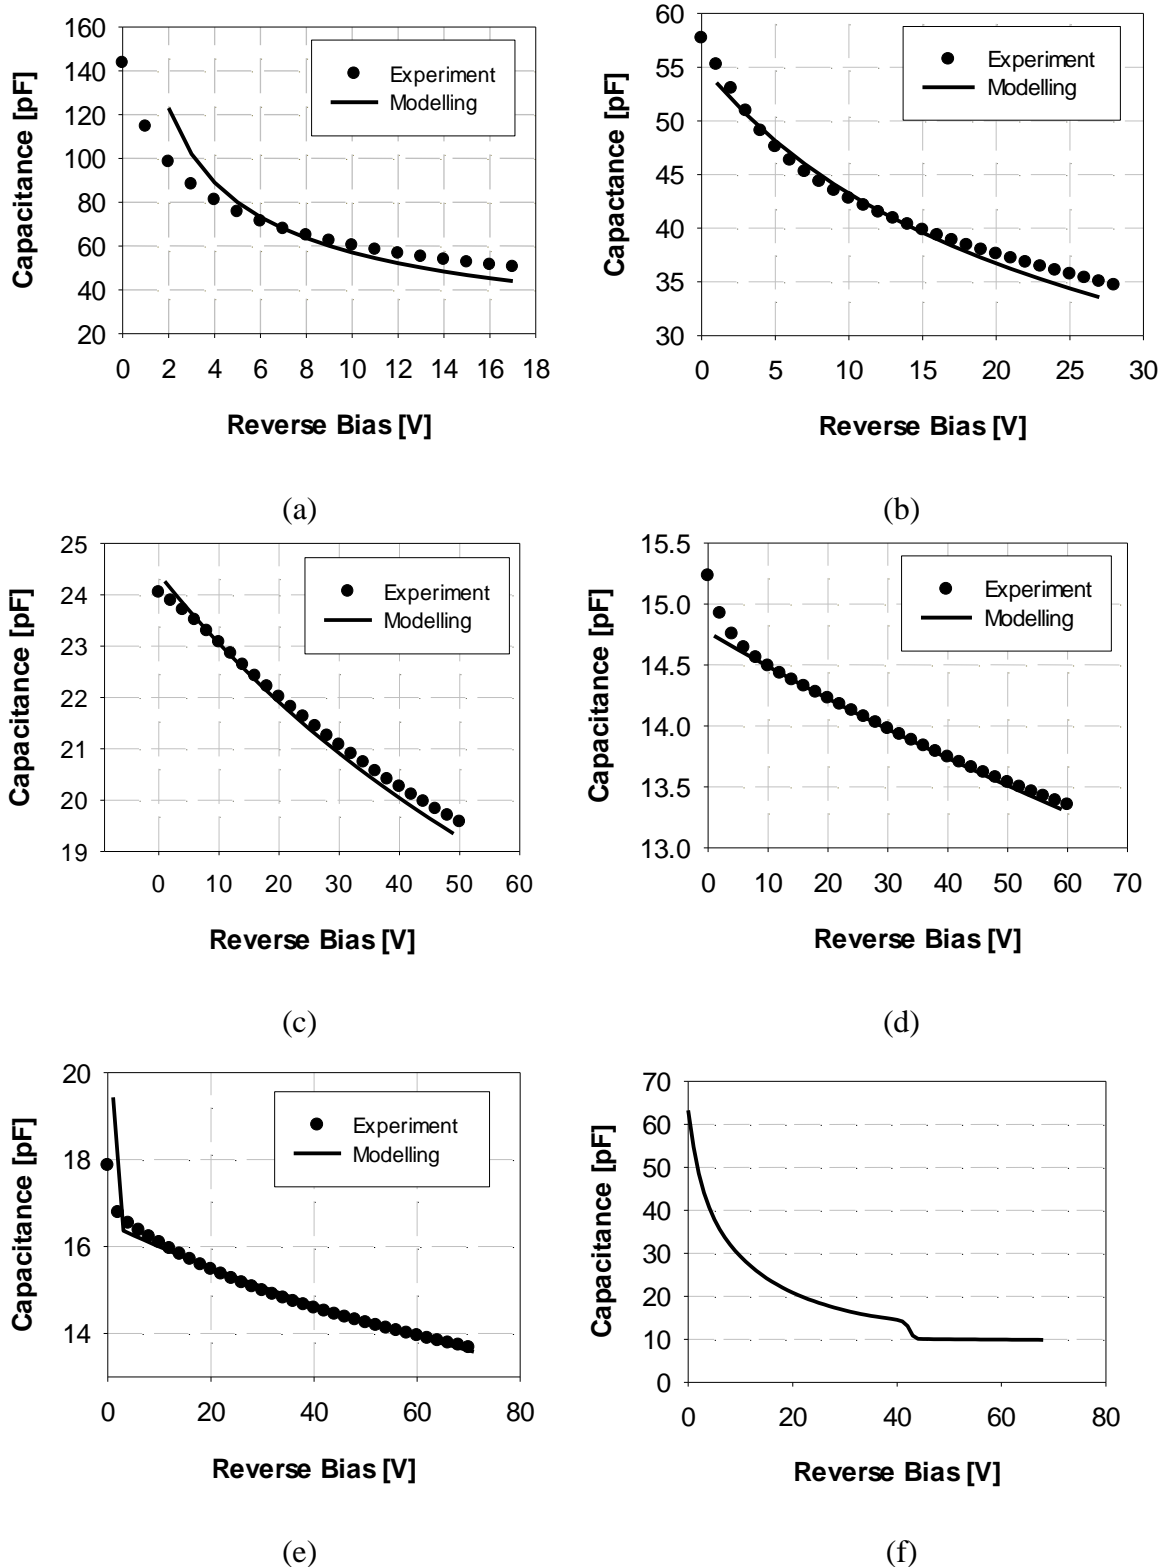 160
140
120
100
80
60
40
20
0 2 4 6 8 10 12 14 16 18
Capacitance [pF]
Reverse Bias [V]
Experiment
Modelling
(a)
60
55
50
45
40
35
30
0 5 10 15 20 25 30
Capactance [pF]
Reverse Bias [V]
Experiment
Modelling
(b)
25
24
23
22
21
20
19
0 10 20 30 40 50 60
Capacitance [pF]
Reverse Bias [V]
Experiment
Modelling
(c)
15.5
15.0
14.5
14.0
13.5
13.0
0 10 20 30 40 50 60 70
Capacitance [pF]
Reverse Bias [V]
Experiment
Modelling
(d)
20
18
16
14
0 20 40 60 80
Capacitance [pF]
Reverse Bias [V]
Experiment
Modelling
(e)
70
60
50
40
30
20
10
0
0 20 40 60 80
Capacitance [pF]
Reverse Bias [V]
(f)